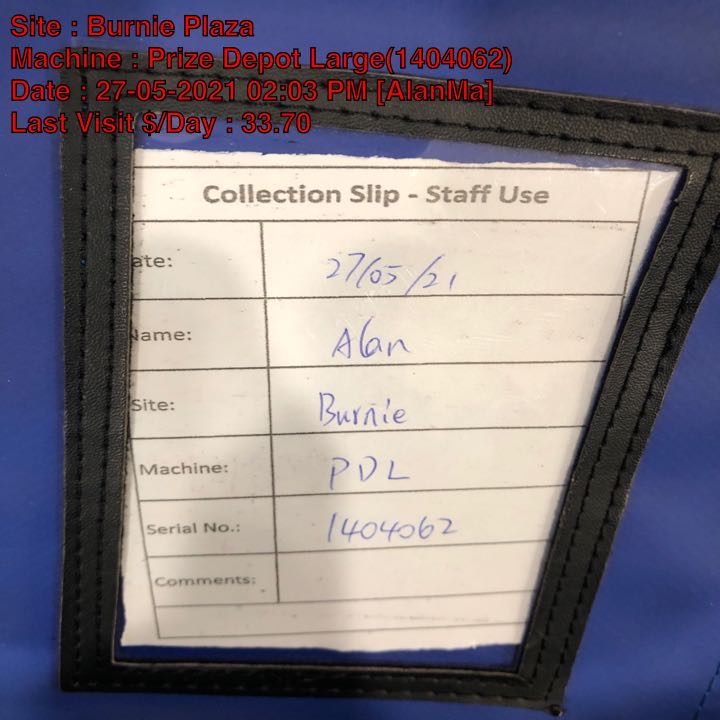 Site : Burnie Plaza
Machine : Prize Depot Large(1404062)
Date : 27-05-2021 02:03 PM [AlanMa]
Last Visit $/Day : 33.70
Collection Slip - Staff Use
ate: 27/05/21
Name: Alan
Site: Burnie
Machine: PDL
Serial No.: 1404062
Comments: